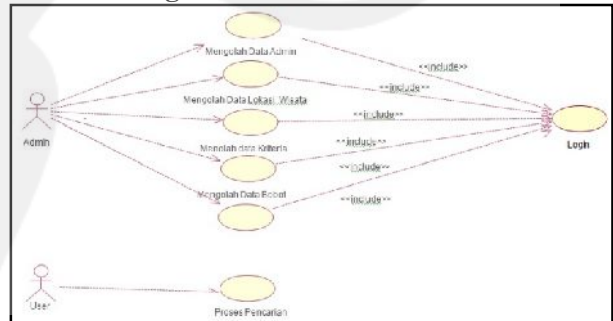 Mengolah Data Admin
<<include>>
Mengolah Data Lokasi Wisata
<<include>>
Admin
<<include>>
Login
Mengolah data Kriteria
<<include>>
Mengolah Data Bobot
<<include>>
User
Proses Pencarian